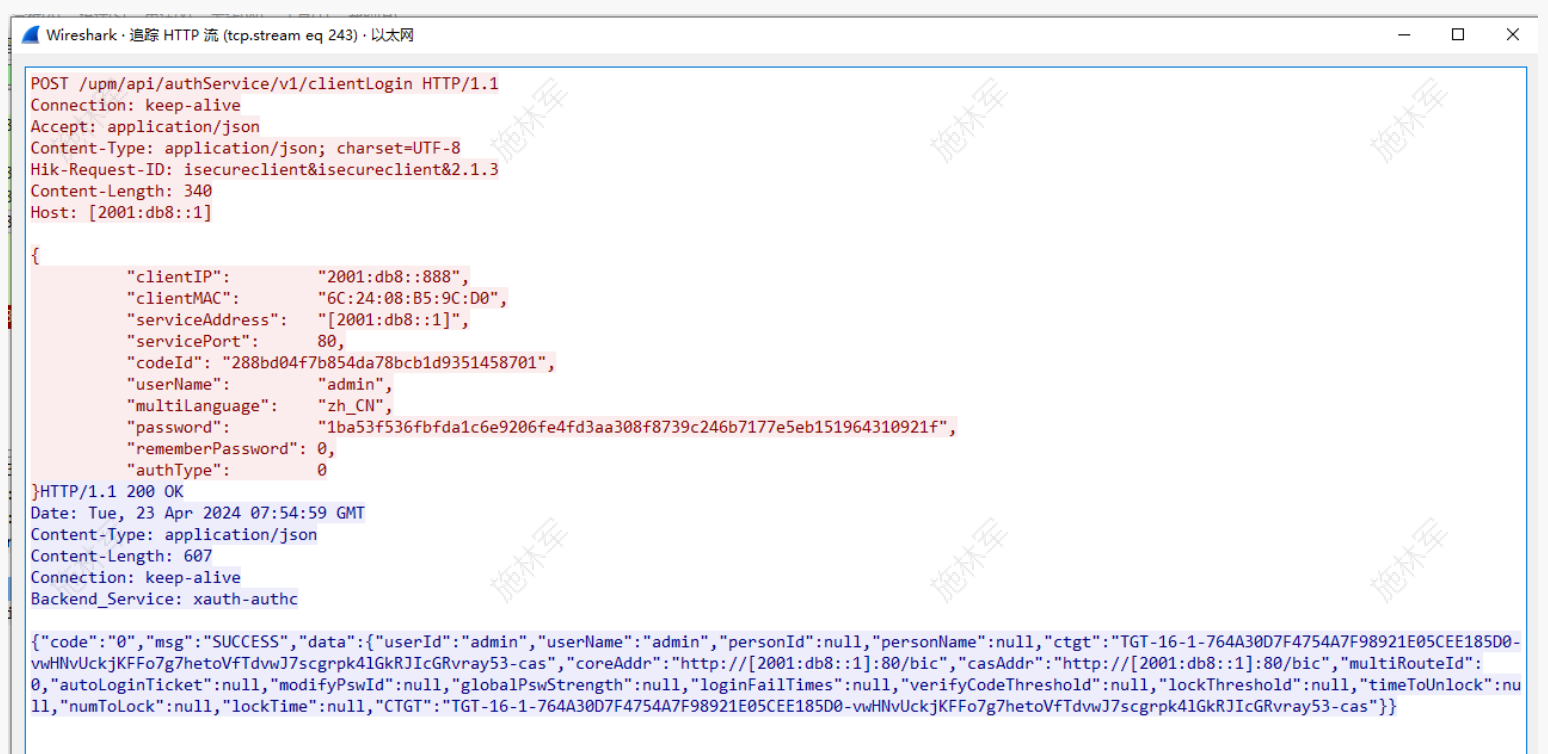 Wireshark · 追踪 HTTP 流 (tcp.stream eq 243) · 以太网
POST /upm/api/authService/v1/clientLogin HTTP/1.1
Connection: keep-alive
Accept: application/json
Content-Type: application/json; charset=UTF-8
Hik-Request-ID: isecureclient&isecureclient&2.1.3
Content-Length: 340
Host: [2001:db8::1]
{
"clientIP": "2001:db8::888",
"clientMAC": "6C:24:08:B5:9C:D0",
"serviceAddress": "[2001:db8::1]",
"servicePort": 80,
"codeId": "288bd04f7b854da78bcb1d9351458701",
"userName": "admin",
"multiLanguage": "zh_CN",
"password": "1ba53f536fbfda1c6e9206fe4fd3aa308f8739c246b7177e5eb151964310921f",
"rememberPassword": 0,
"authType": 0
}HTTP/1.1 200 OK
Date: Tue, 23 Apr 2024 07:54:59 GMT
Content-Type: application/json
Content-Length: 607
Connection: keep-alive
Backend_Service: xauth-authc
{"code":"0","msg":"SUCCESS","data":{"userId":"admin","userName":"admin","personId":null,"personName":null,"ctgt":"TGT-16-1-764A30D7F4754A7F98921E05CEE185D0-
vwHNvUckjKFFo7g7hetoVfTdvwJ7scgrpk4lGkRJIcGRvray53-cas","coreAddr":"http://[2001:db8::1]:80/bic","casAddr":"http://[2001:db8::1]:80/bic","multiRouteId":
0,"autoLoginTicket":null,"modifyPswId":null,"globalPswStrength":null,"loginFailTimes":null,"verifyCodeThreshold":null,"lockThreshold":null,"timeToUnlock":nu
ll,"numToLock":null,"lockTime":null,"CTGT":"TGT-16-1-764A30D7F4754A7F98921E05CEE185D0-vwHNvUckjKFFo7g7hetoVfTdvwJ7scgrpk4lGkRJIcGRvray53-cas"}}
施林军
施林军
施林军
施林军
施林军
施林军
施林军
施林军